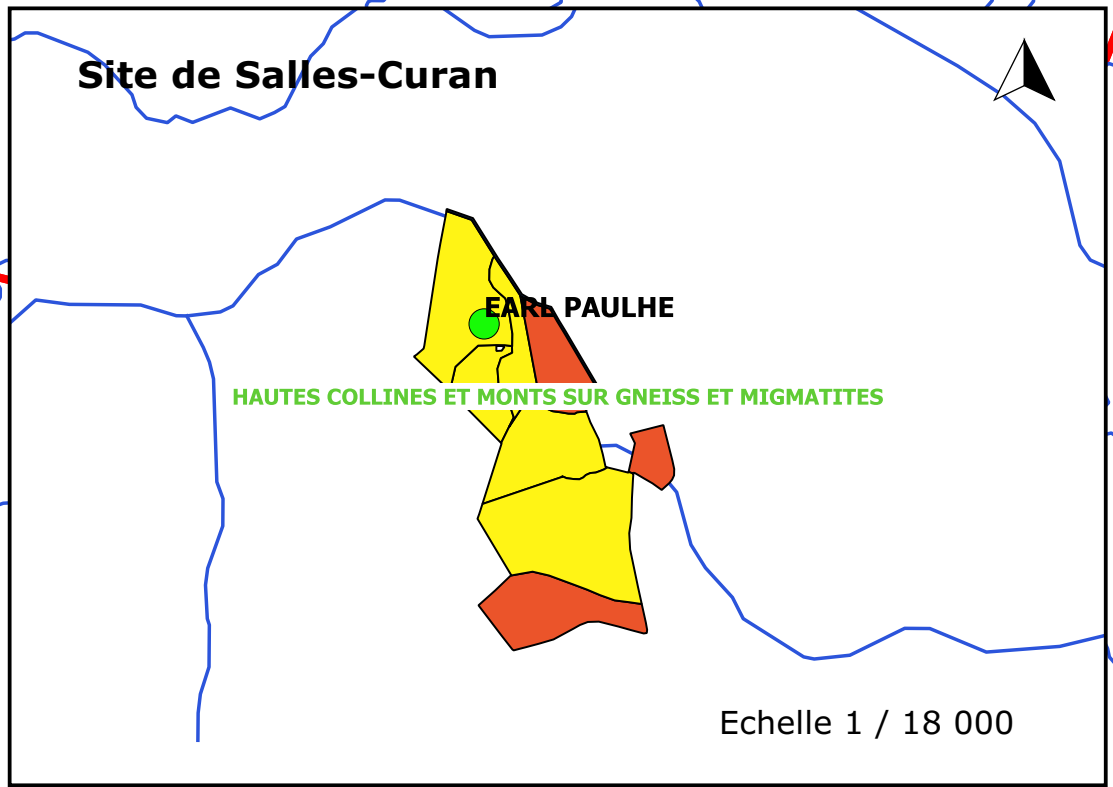 Site de Salles-Curan
EARL PAULHE
HAUTES COLLINES ET MONTS SUR GNEISS ET MIGMATITES
Echelle 1 / 18 000